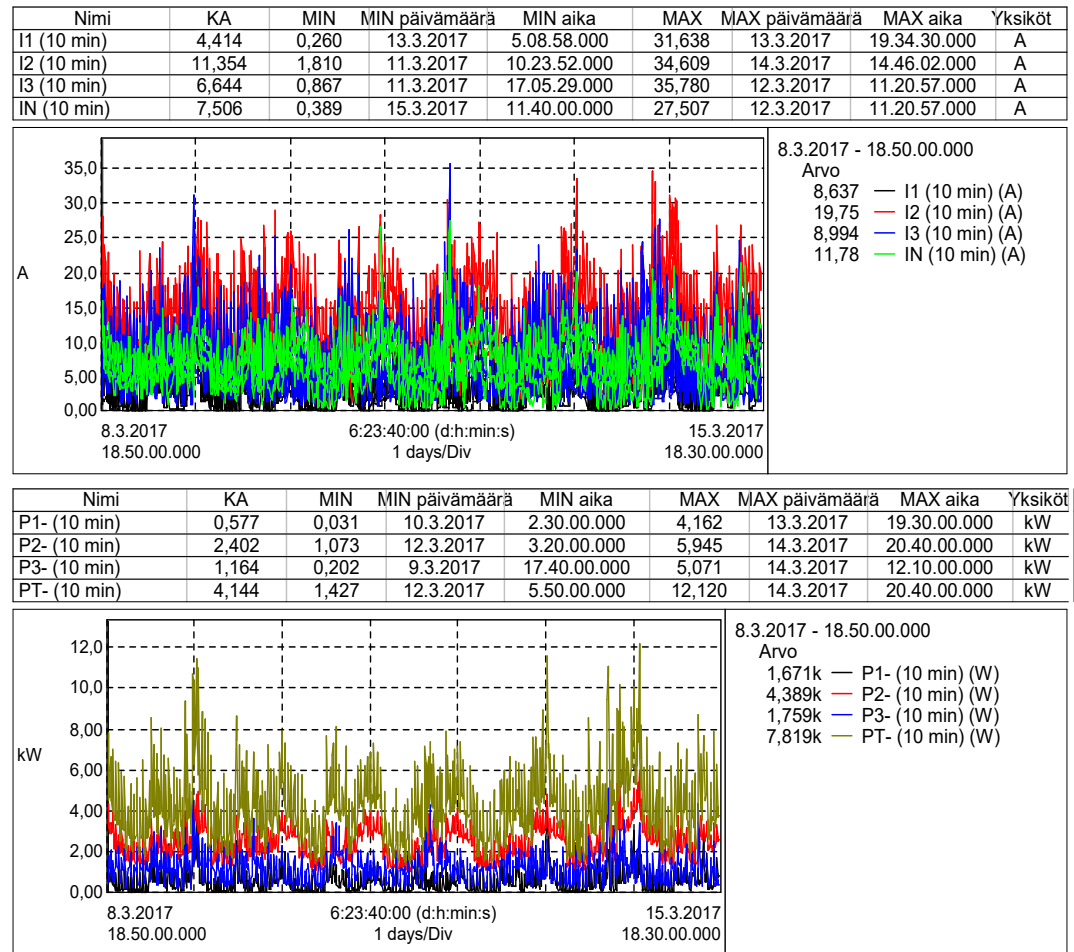 Nimi KA MIN MIN päivämäärä MIN aika MAX MAX päivämäärä MAX aika Yksiköt
I1 (10 min) 4,414 0,260 13.3.2017 5.08.58.000 31,638 13.3.2017 19.34.30.000 A
I2 (10 min) 11,354 1,810 11.3.2017 10.23.52.000 34,609 14.3.2017 14.46.02.000 A
I3 (10 min) 6,644 0,867 11.3.2017 17.05.29.000 35,780 12.3.2017 11.20.57.000 A
IN (10 min) 7,506 0,389 15.3.2017 11.40.00.000 27,507 12.3.2017 11.20.57.000 A
35,0
30,0
25,0
20,0
15,0
10,0
5,00
0,00
A
8.3.2017 6:23:40:00 (d:h:min:s) 15.3.2017
18.50.00.000 1 days/Div 18.30.00.000
8.3.2017 - 18.50.00.000
Arvo
8,637 I1 (10 min) (A)
19,75 I2 (10 min) (A)
8,994 I3 (10 min) (A)
11,78 IN (10 min) (A)
Nimi KA MIN MIN päivämäärä MIN aika MAX MAX päivämäärä MAX aika Yksiköt
P1- (10 min) 0,577 0,031 10.3.2017 2.30.00.000 4,162 13.3.2017 19.30.00.000 kW
P2- (10 min) 2,402 1,073 12.3.2017 3.20.00.000 5,945 14.3.2017 20.40.00.000 kW
P3- (10 min) 1,164 0,202 9.3.2017 17.40.00.000 5,071 14.3.2017 12.10.00.000 kW
PT- (10 min) 4,144 1,427 12.3.2017 5.50.00.000 12,120 14.3.2017 20.40.00.000 kW
12,0
10,0
8,00
6,00
4,00
2,00
0,00
kW
8.3.2017 6:23:40:00 (d:h:min:s) 15.3.2017
18.50.00.000 1 days/Div 18.30.00.000
8.3.2017 - 18.50.00.000
Arvo
1,671k P1- (10 min) (W)
4,389k P2- (10 min) (W)
1,759k P3- (10 min) (W)
7,819k PT- (10 min) (W)